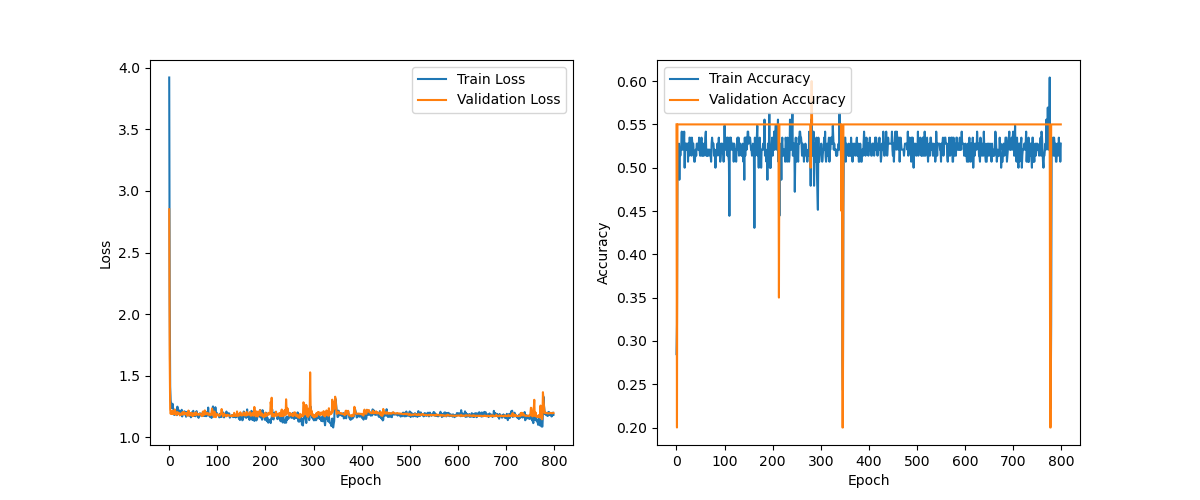 4.0
3.5
3.0
2.5
2.0
1.5
1.0
Loss
0 100 200 300 400 500 600 700 800
Epoch
Train Loss
Validation Loss
0.60
0.55
0.50
0.45
0.40
0.35
0.30
0.25
0.20
Accuracy
0 100 200 300 400 500 600 700 800
Epoch
Train Accuracy
Validation Accuracy